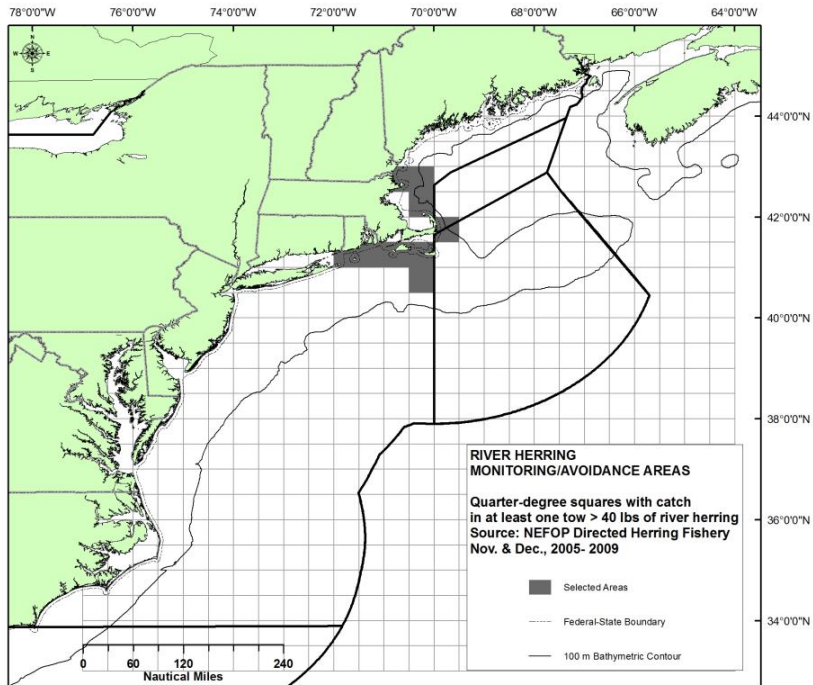 78°0'0"W 76°0'0"W 74°0'0"W 72°0'0"W 70°0'0"W 68°0'0"W 66°0'0"W 64°0'0"W
N
W E
S
44°0'0"N
42°0'0"N
40°0'0"N
38°0'0"N
36°0'0"N
34°0'0"N
RIVER HERRING
MONITORING/AVOIDANCE AREAS
Quarter-degree squares with catch
in at least one tow > 40 lbs of river herring
Source: NEFOP Directed Herring Fishery
Nov. & Dec., 2005- 2009
Selected Areas
Federal-State Boundary
100 m Bathymetric Contour
0 60 120 240
Nautical Miles